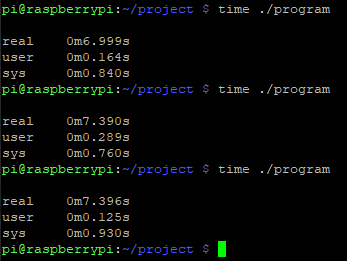 pi@raspberrypi:~/project $ time ./program
real    0m6.999s
user    0m0.164s
sys     0m0.840s
pi@raspberrypi:~/project $ time ./program
real    0m7.390s
user    0m0.289s
sys     0m0.760s
pi@raspberrypi:~/project $ time ./program
real    0m7.396s
user    0m0.125s
sys     0m0.930s
pi@raspberrypi:~/project $